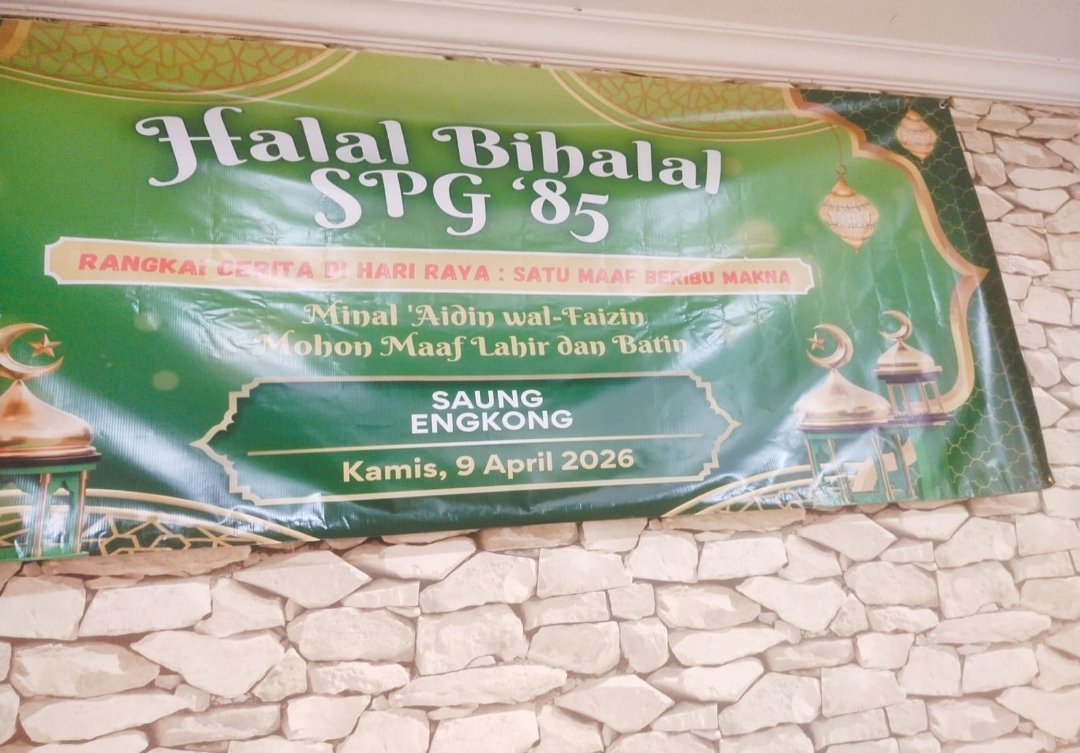 Halal Bihalal
SPG '85
RANGKAI CERITA DI HARI RAYA : SATU MAAF BERIBU MAKNA
Minal 'Aidin wal-Faizin
Mohon Maaf Lahir dan Batin
SAUNG
ENGKONG
Kamis, 9 April 2026